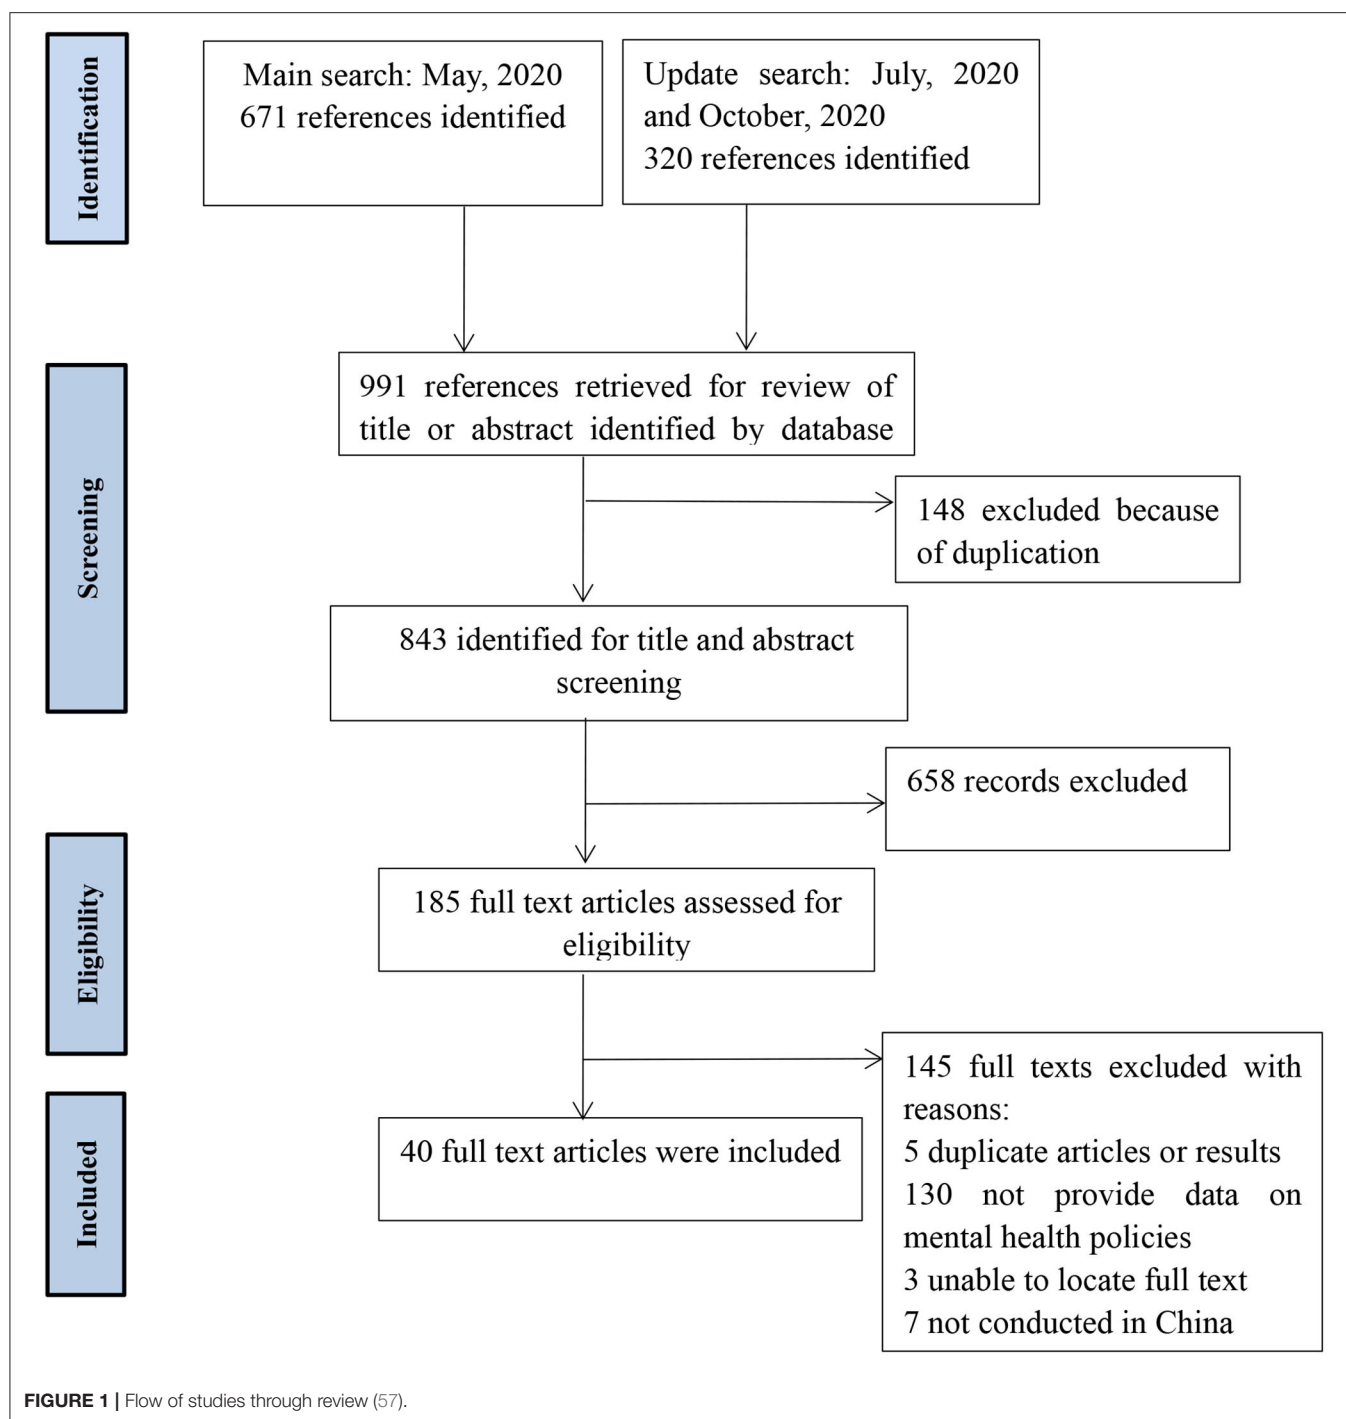 Identification
Main search: May, 2020
671 references identified
Update search: July, 2020
and October, 2020
320 references identified
Screening
991 references retrieved for review of
title or abstract identified by database
148 excluded because
of duplication
843 identified for title and abstract
screening
658 records excluded
Eligibility
185 full text articles assessed for
eligibility
Included
40 full text articles were included
145 full texts excluded with
reasons:
5 duplicate articles or results
130 not provide data on
mental health policies
3 unable to locate full text
7 not conducted in China
FIGURE 1 | Flow of studies through review (57).